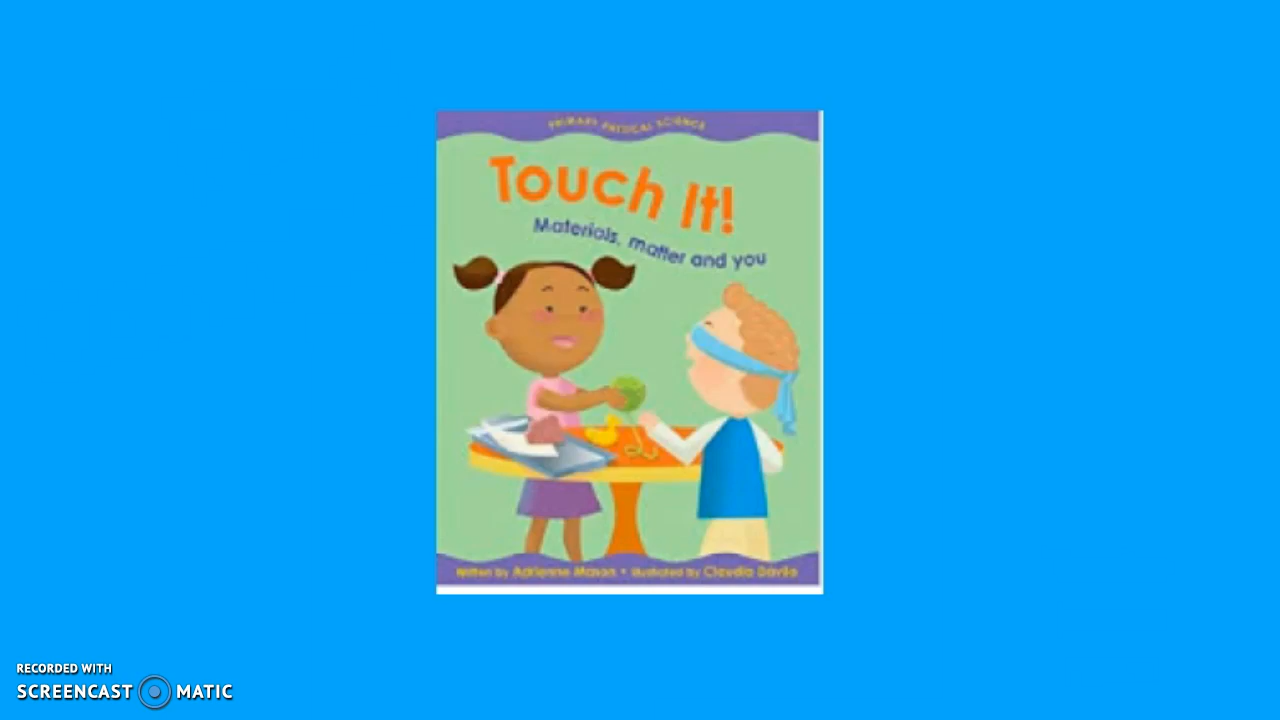 PRIMARY PHYSICAL SCIENCE
Touch It!
Materials, matter and you
Written by Adrienne Mason • Illustrated by Claudia Dávila
RECORDED WITH
SCREENCAST MATIC